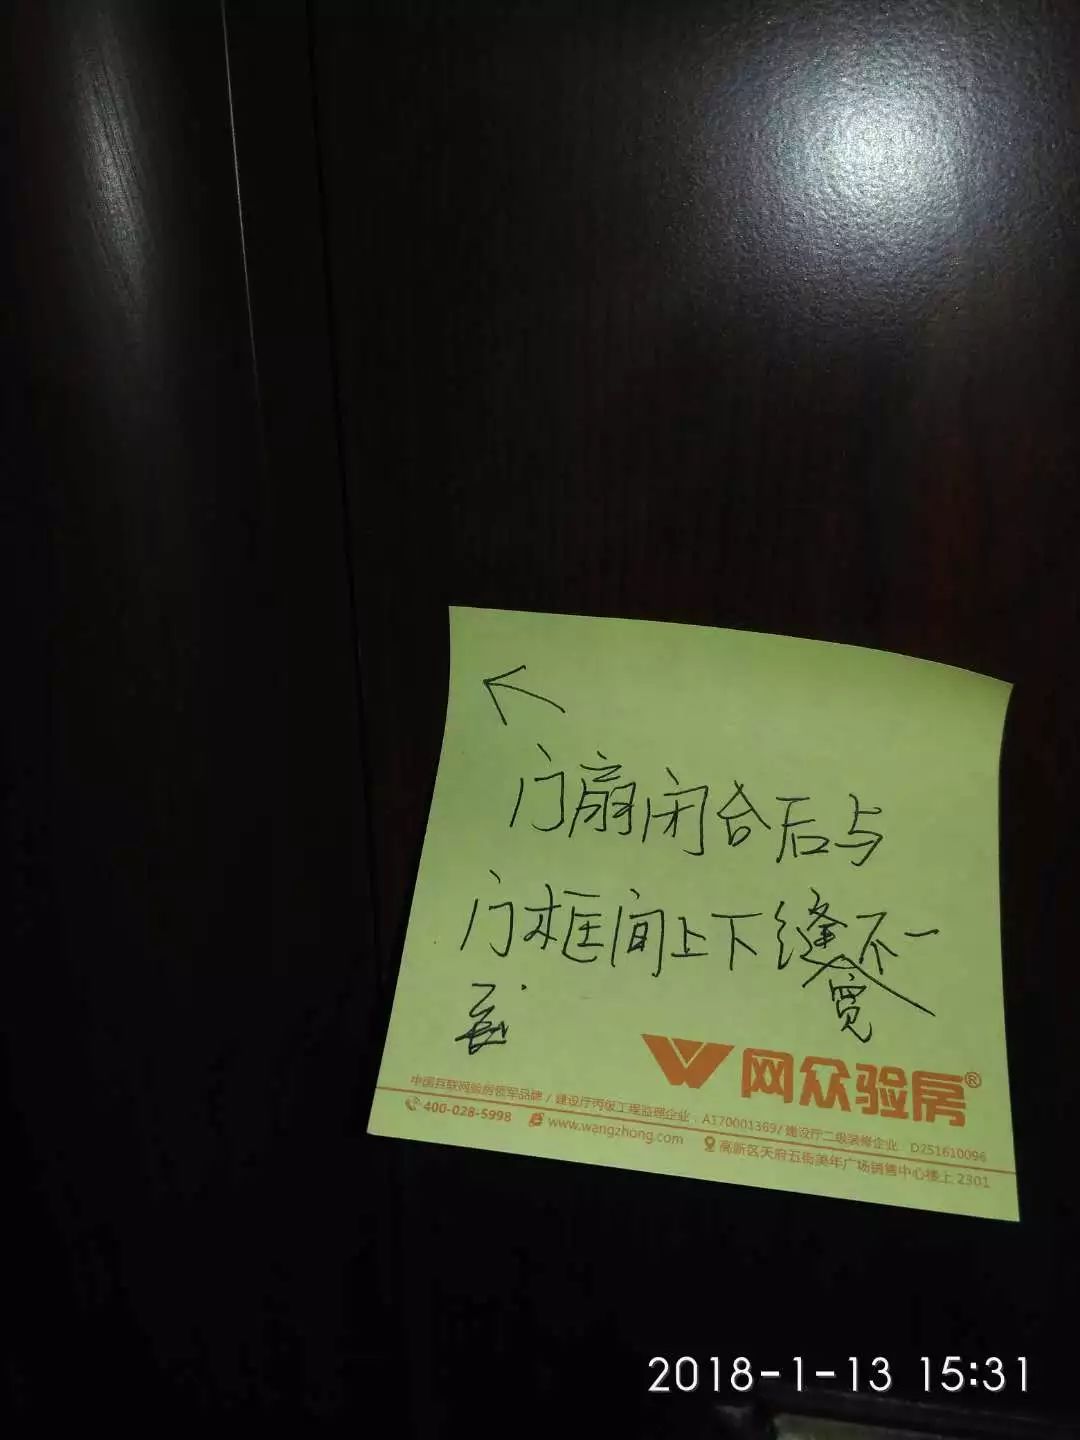 ←
门扇闭合后与
门框间上下缝宽不一
致
网众验房®
中国互联网验房领军品牌 / 建设厅丙级工程监理企业:A170001369/ 建设厅二级装修企业:D251610096
400-028-5998 www.wangzhong.com 高新区天府五街美年广场销售中心楼上 2301
2018-1-13 15:31